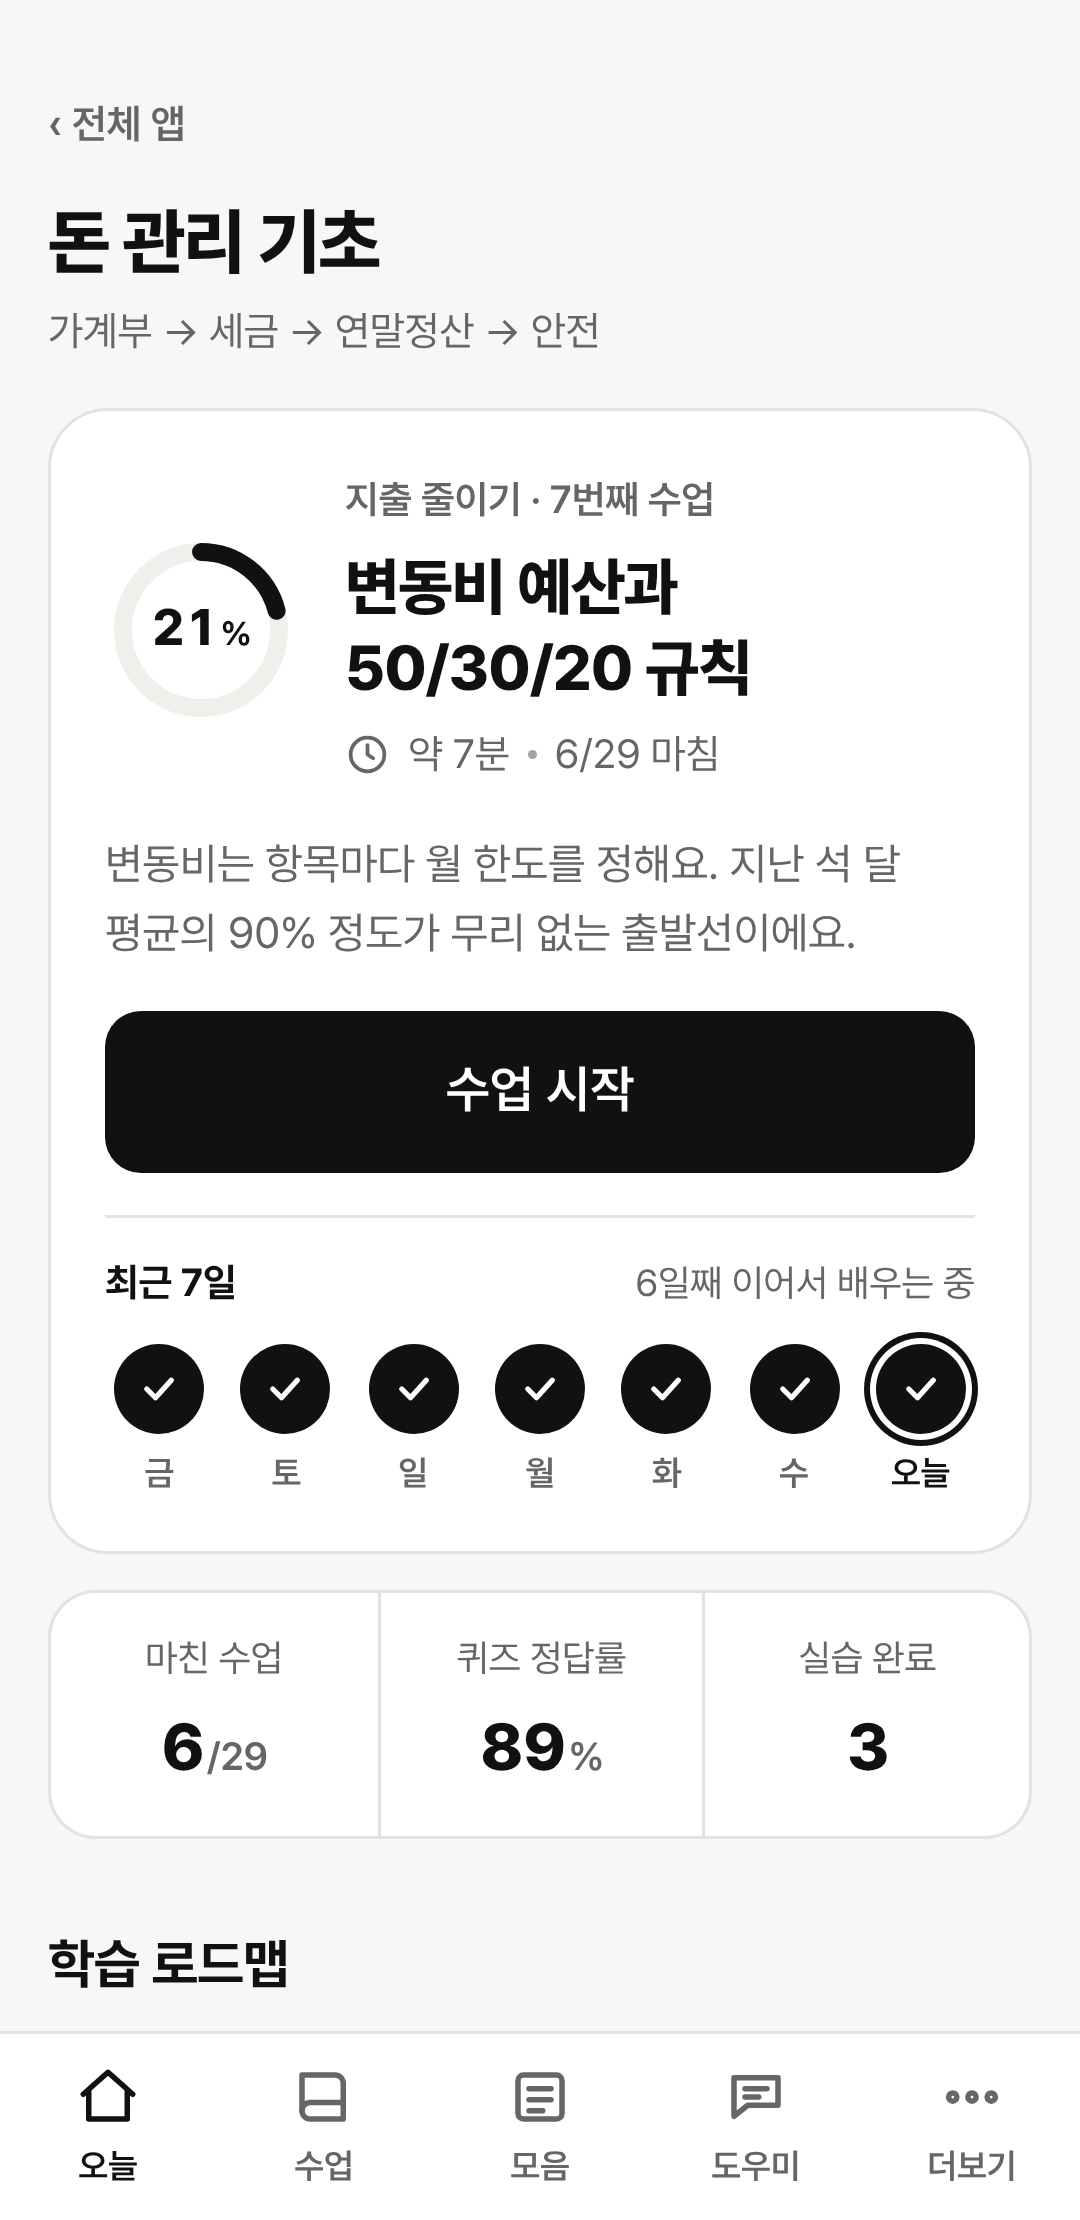 ‹ 전체 앱
돈 관리 기초
가계부 → 세금 → 연말정산 → 안전
지출 줄이기 · 7번째 수업
변동비 예산과
50/30/20 규칙
21%
약 7분 • 6/29 마침
변동비는 항목마다 월 한도를 정해요. 지난 석 달
평균의 90% 정도가 무리 없는 출발선이에요.
수업 시작
최근 7일 6일째 이어서 배우는 중
금 토 일 월 화 수 오늘
마친 수업 퀴즈 정답률 실습 완료
6/29 89% 3
학습 로드맵
오늘 수업 모음 도우미 더보기